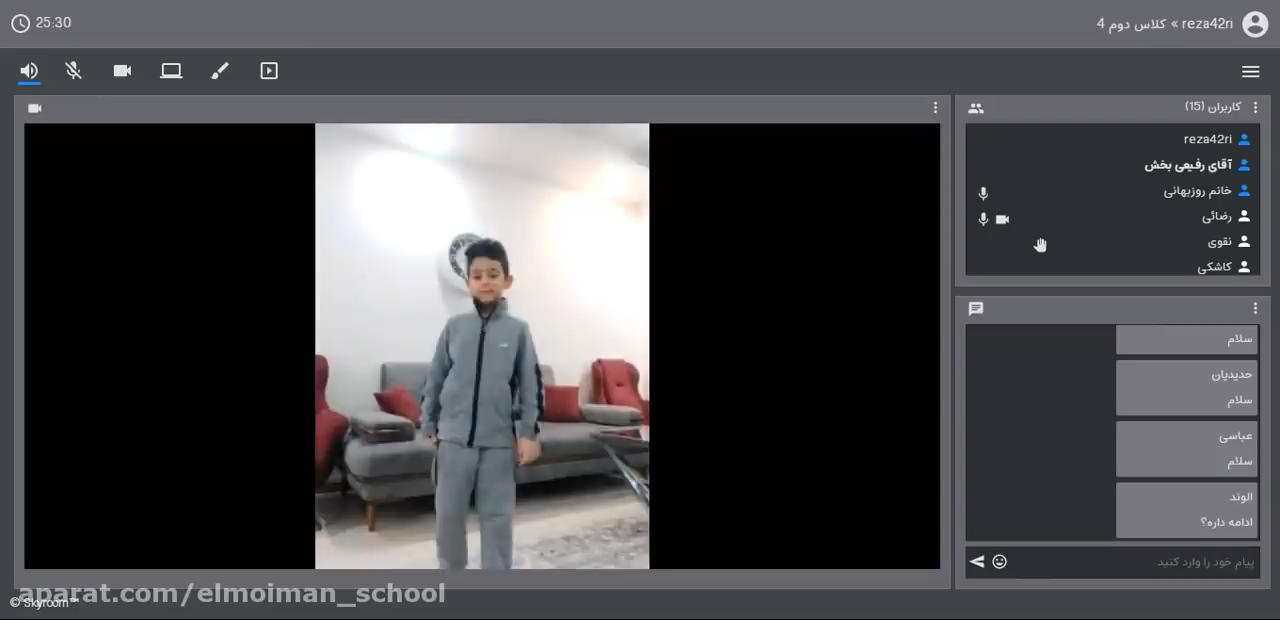 25:30
reza42ri » کلاس دوم 4
کاربران (15)
reza42ri
آقای رفیعی بخش
خانم روزبهانی
رضائی
نقوی
کاشکی
سلام
حدیدیان
سلام
عباسی
سلام
الوند
ادامه داره؟
پیام خود را وارد کنید
aparat.com/elmoiman_school
© Skyroom™